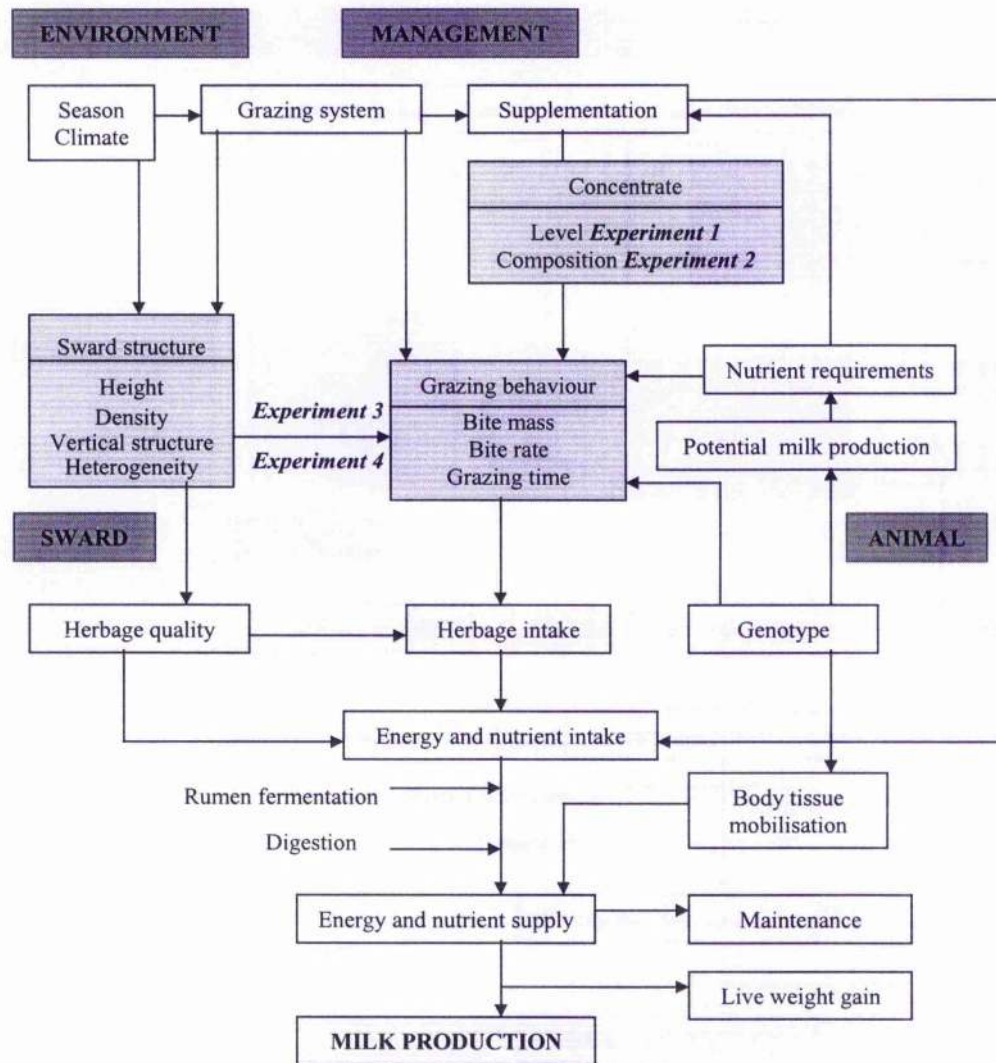 ENVIRONMENT
MANAGEMENT
Season
Climate
Grazing system
Supplementation
Concentrate
Level Experiment 1
Composition Experiment 2
Sward structure
Height
Density
Vertical structure
Heterogeneity
Experiment 3
Experiment 4
Grazing behaviour
Bite mass
Bite rate
Grazing time
Nutrient requirements
Potential milk production
SWARD
ANIMAL
Herbage quality
Herbage intake
Genotype
Energy and nutrient intake
Rumen fermentation
Digestion
Body tissue
mobilisation
Energy and nutrient supply
Maintenance
Live weight gain
MILK PRODUCTION